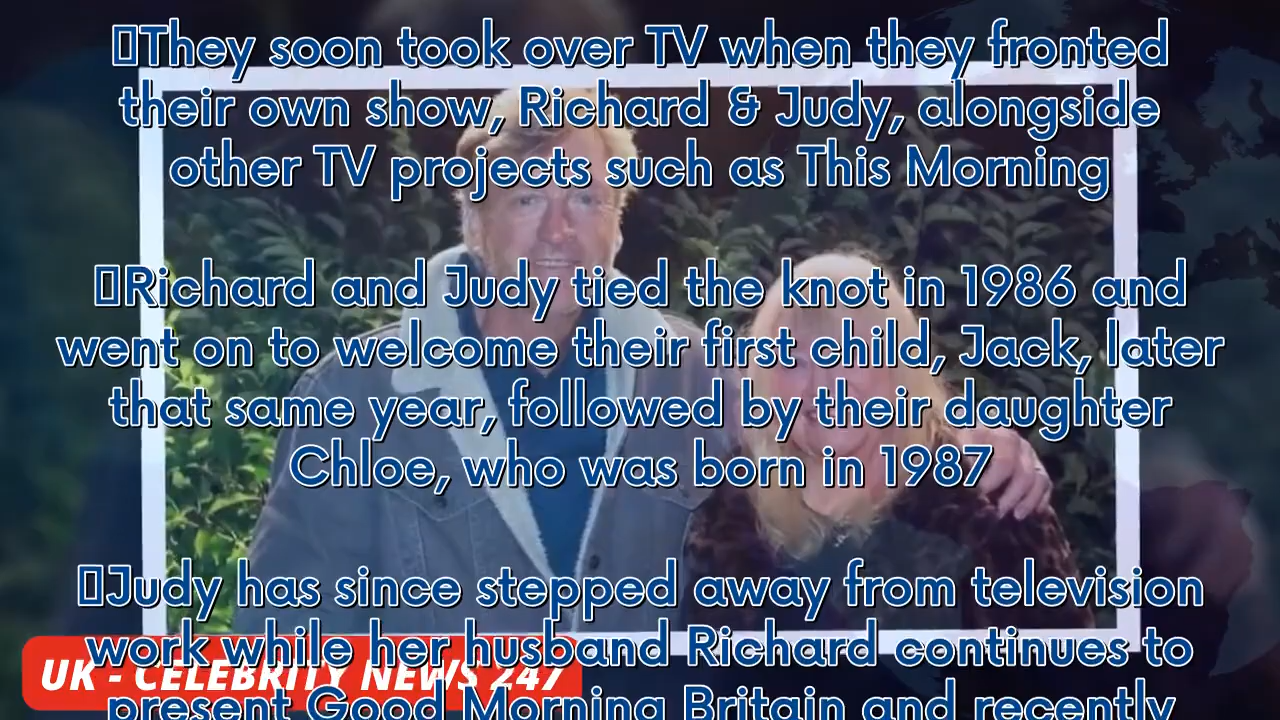 They soon took over TV when they fronted
their own show, Richard & Judy, alongside
other TV projects such as This Morning
Richard and Judy tied the knot in 1986 and
went on to welcome their first child, Jack, later
that same year, followed by their daughter
Chloe, who was born in 1987
Judy has since stepped away from television
work while her husband Richard continues to
UK - CELEBRITY NEWS 247
present Good Morning Britain and recently